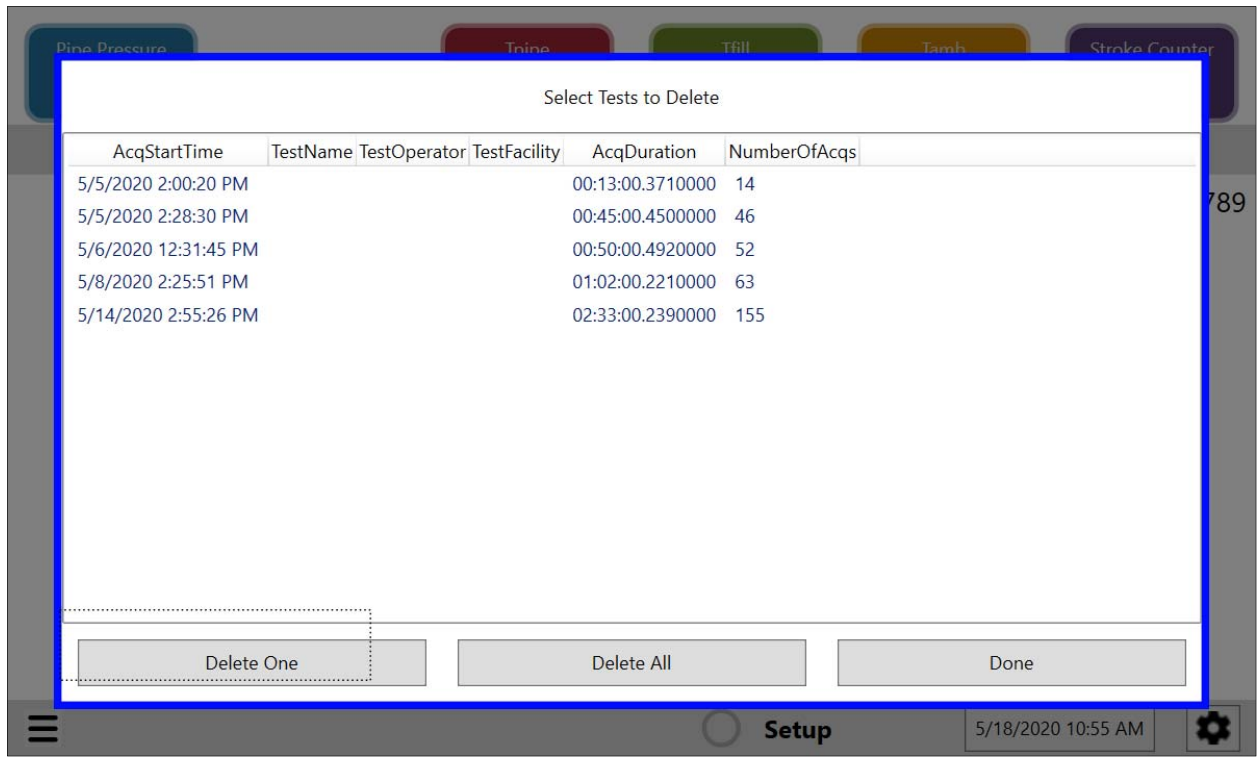 Pipe Pressure Tpipe Tfill Tamb Stroke Counter
Select Tests to Delete
AcqStartTime TestName TestOperator TestFacility AcqDuration NumberOfAcqs
5/5/2020 2:00:20 PM 00:13:00.3710000 14
789
5/5/2020 2:28:30 PM 00:45:00.4500000 46
5/6/2020 12:31:45 PM 00:50:00.4920000 52
5/8/2020 2:25:51 PM 01:02:00.2210000 63
5/14/2020 2:55:26 PM 02:33:00.2390000 155
Delete One Delete All Done
Setup 5/18/2020 10:55 AM